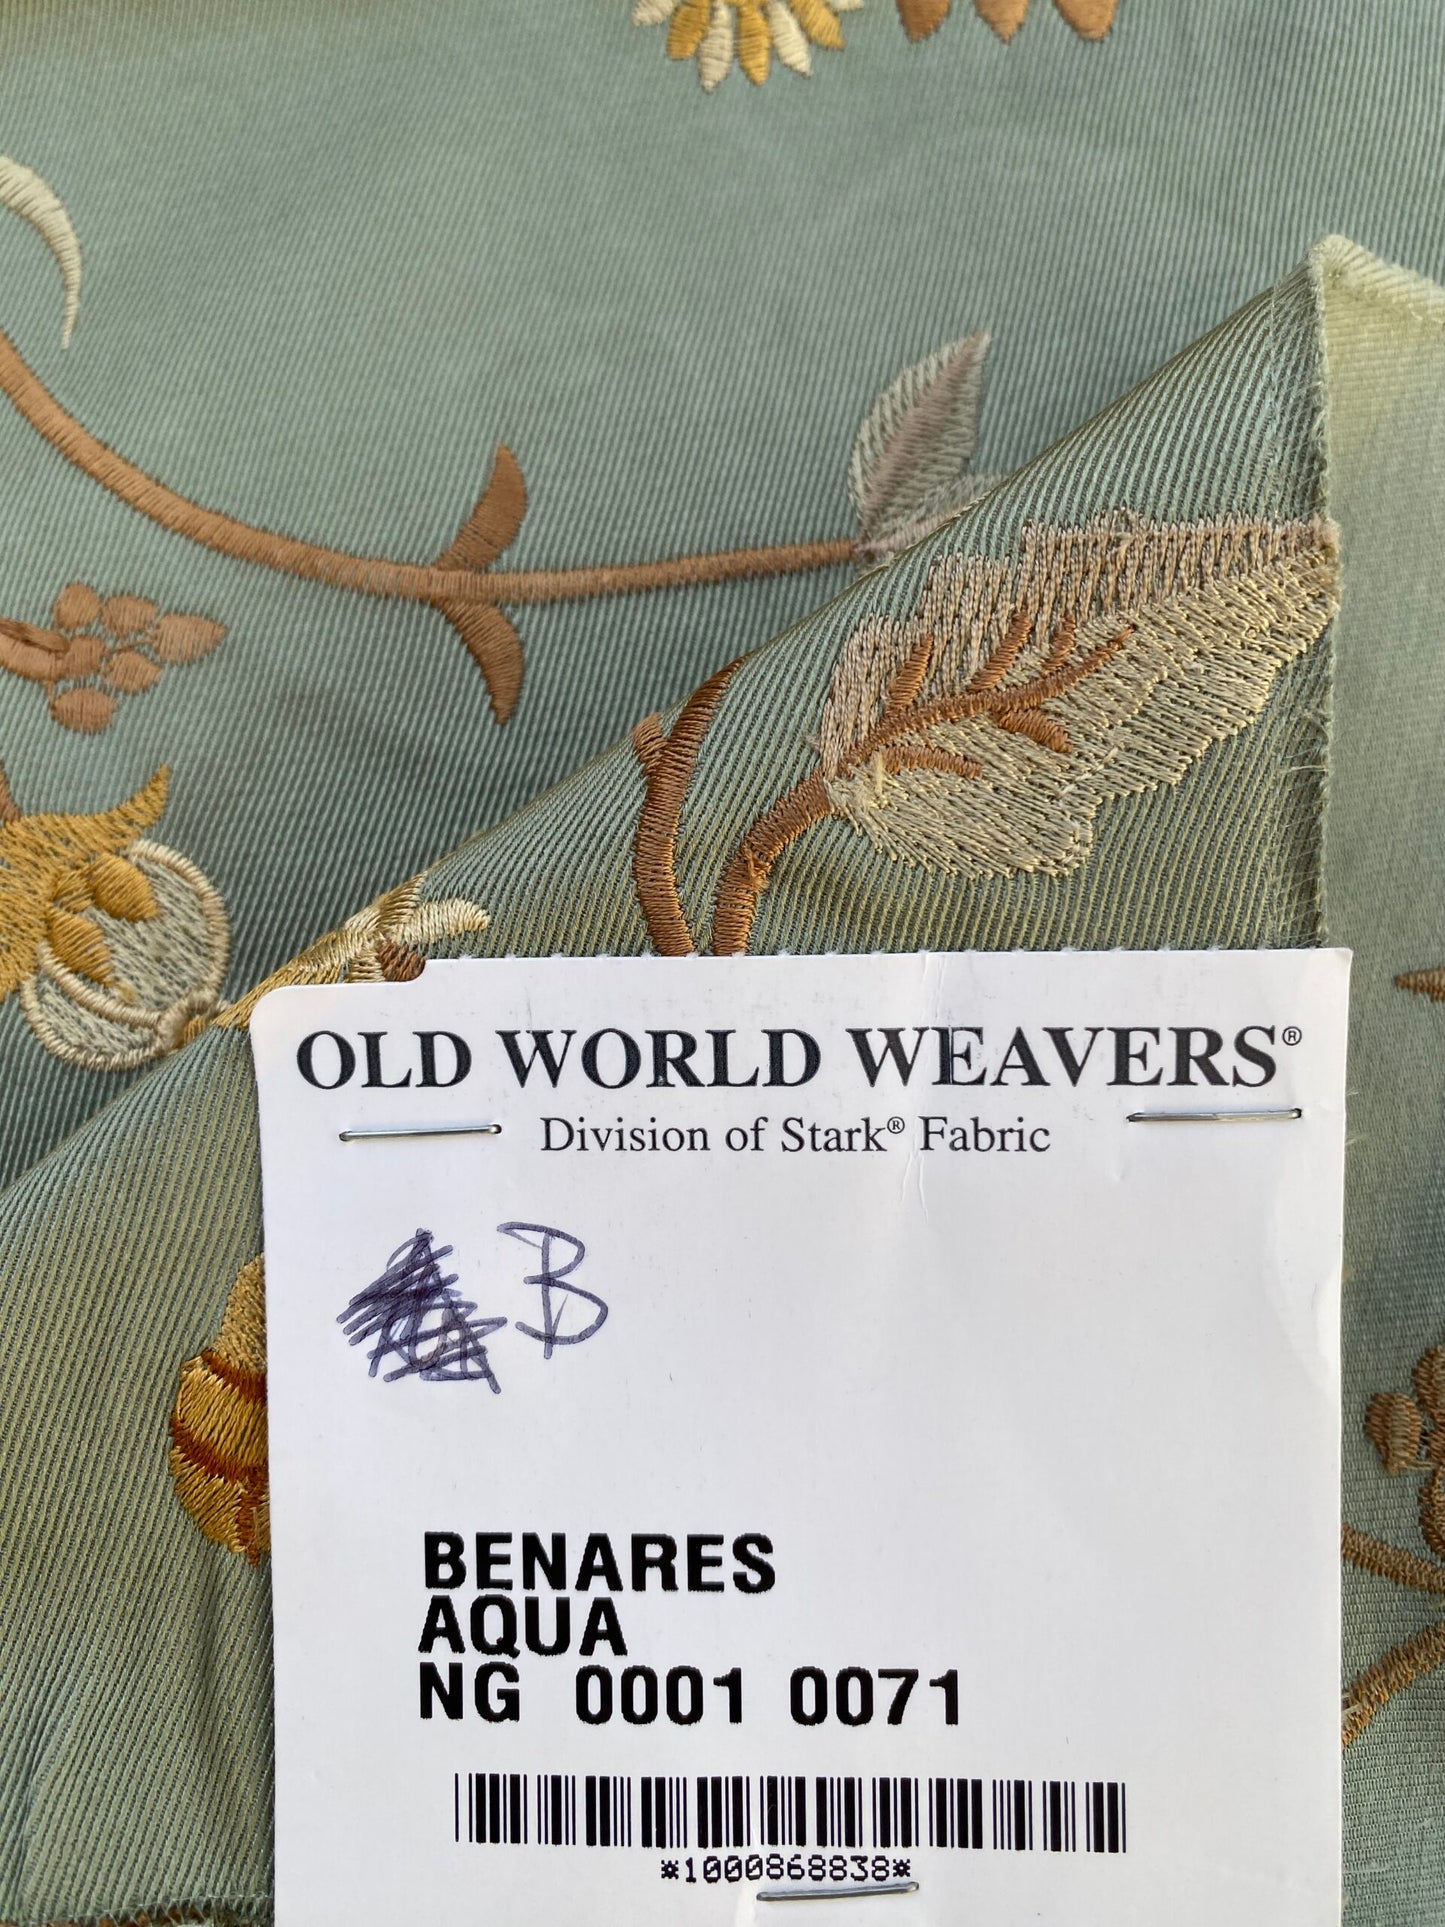 OLD WORLD WEAVERS®
Division of Stark® Fabric
B
BENARES
AQUA
NG 0001 0071
*1000868838*